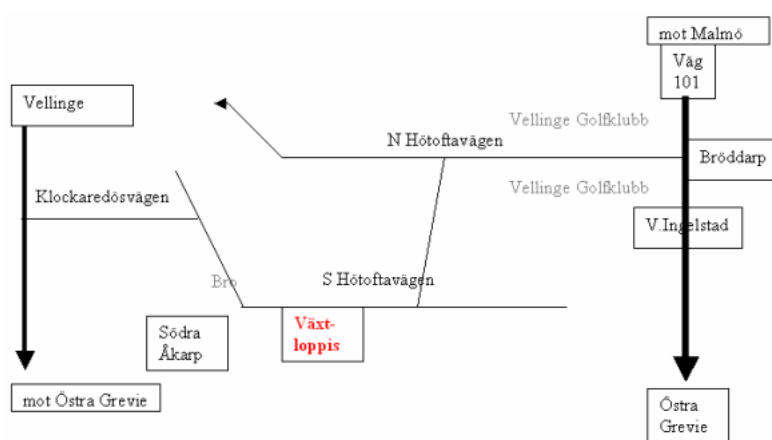 mot Malmö
Väg
101
Vellinge
Vellinge Golfklubb
N Hötoftavägen
Bröddarp
Vellinge Golfklubb
Klockaredösvägen
V.Ingelstad
Bro
S Hötoftavägen
Växt-
loppis
Södra
Åkarp
mot Östra Grevie
Östra
Grevie